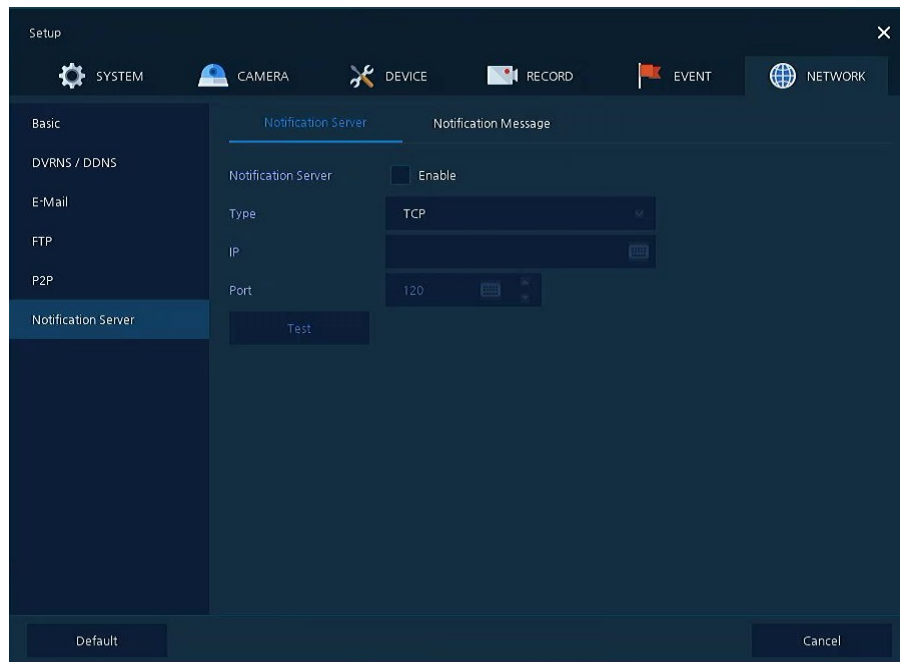 Setup
SYSTEM CAMERA DEVICE RECORD EVENT NETWORK
Basic
DVRNS / DDNS
E-Mail
FTP
P2P
Notification Server
Notification Server Notification Message
Notification Server Enable
Type TCP
IP
Port 120
Test
Default Cancel